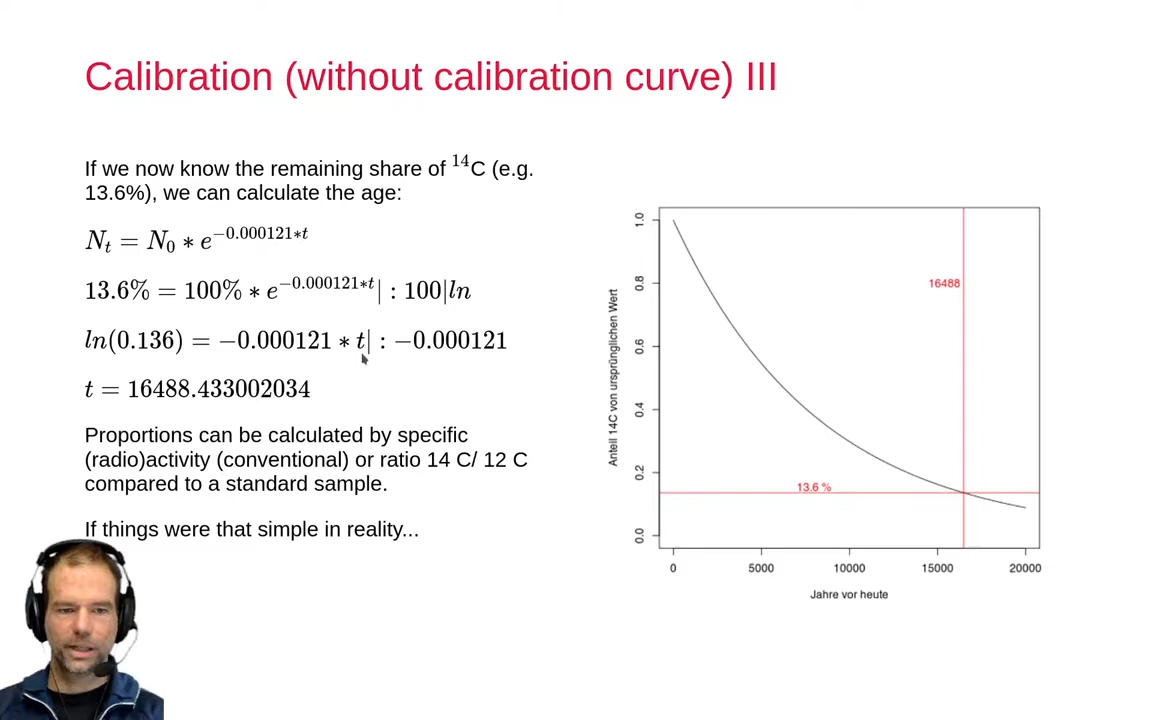 Calibration (without calibration curve) III
If we now know the remaining share of ¹⁴C (e.g.
13.6%), we can calculate the age:
Nₜ = N₀ ∗ e^{−0.000121∗t}
13.6% = 100% ∗ e^{−0.000121∗t}| : 100|ln
ln(0.136) = −0.000121 ∗ t| : −0.000121
t = 16488.433002034
Proportions can be calculated by specific
(radio)activity (conventional) or ratio 14 C/ 12 C
compared to a standard sample.
If things were that simple in reality...
Anteil 14C von ursprünglichen Wert
1.0
0.8
0.6
0.4
0.2
0.0
16488
13.6 %
0 5000 10000 15000 20000
Jahre vor heute